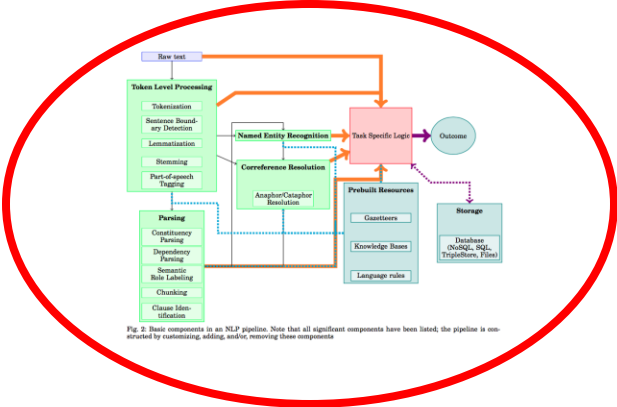 Raw text
Token Level Processing
Tokenization
Sentence Bound-
ary Detection
Lemmatization
Stemming
Part-of-speech
Tagging
Named Entity Recognition
Correference Resolution
Anaphor/Cataphor
Resolution
Task Specific Logic
Outcome
Parsing
Constituency
Parsing
Dependency
Parsing
Semantic
Role Labeling
Chunking
Clause Iden-
tification
Prebuilt Resources
Gazetteers
Knowledge Bases
Language rules
Storage
Database
(NoSQL, SQL,
TripleStore, Files)
Fig. 2: Basic components in an NLP pipeline. Note that all significant components have been listed; the pipeline is con-
structed by customizing, adding, and/or, removing these components